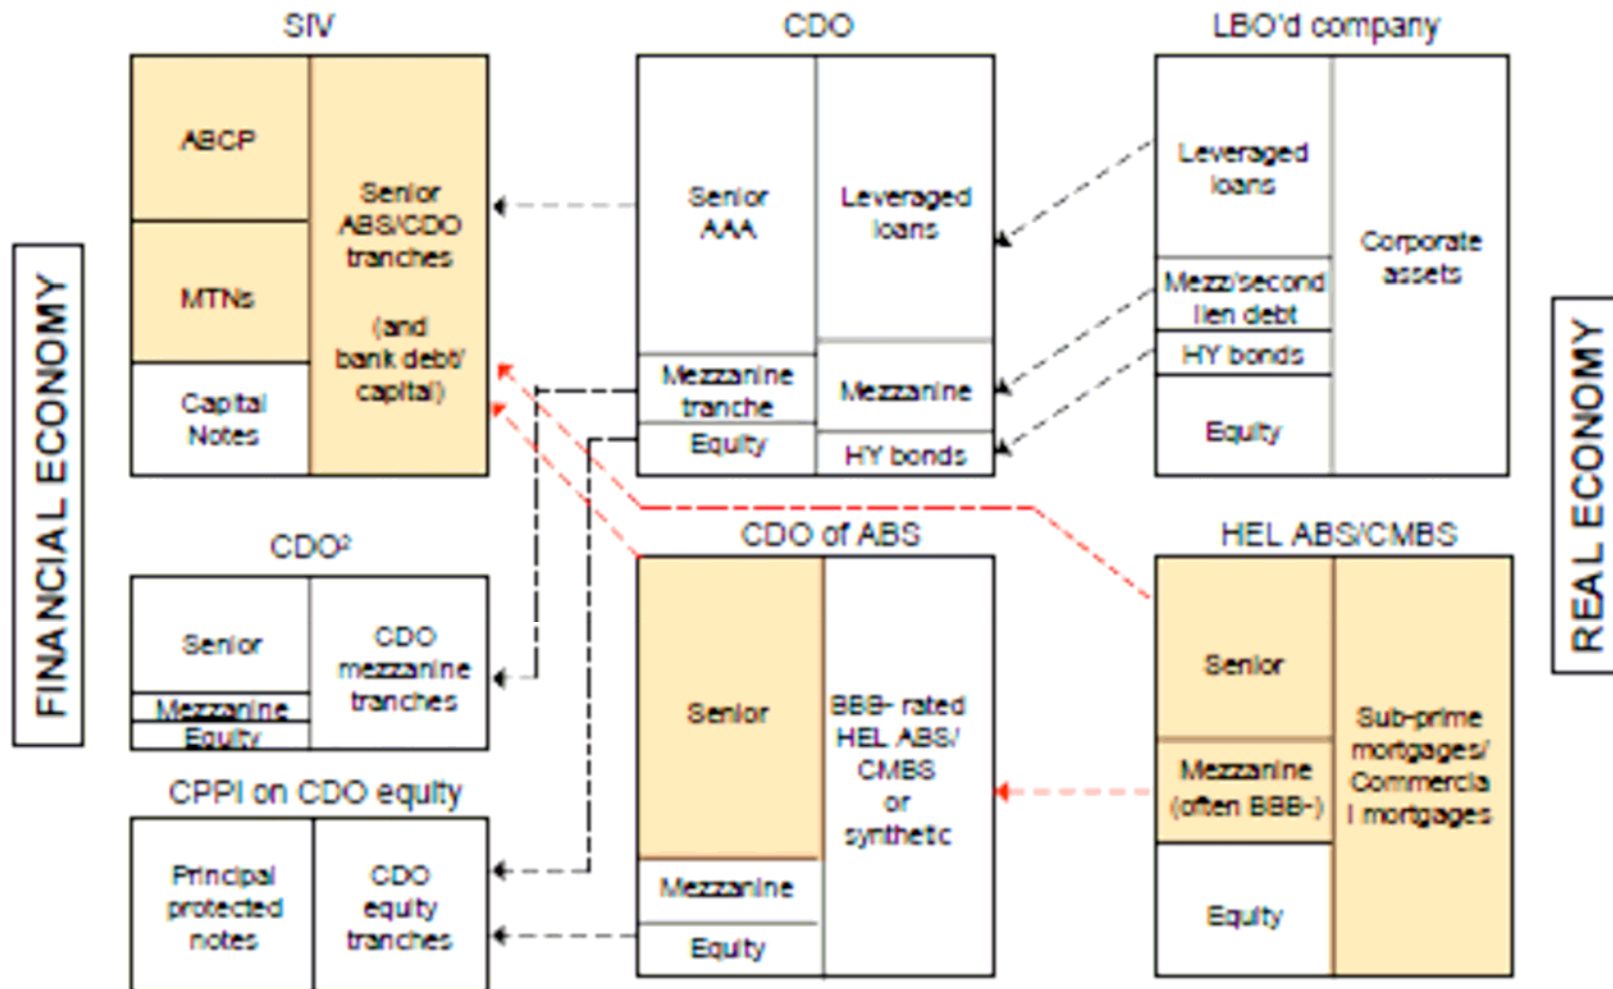 SIV
CDO
LBO'd company
ABCP
MTNs
Capital
Notes
Senior
ABS/CDO
tranches
(and
bank debt/
capital)
Senior
AAA
Mezzanine
tranche
Equity
Leveraged
loans
Mezzanine
HY bonds
Leveraged
loans
Mezz/second
lien debt
HY bonds
Equity
Corporate
assets
FINANCIAL ECONOMY
REAL ECONOMY
CDO²
CDO of ABS
HEL ABS/CMBS
Senior
Mezzanine
Equity
CDO
mezzanine
tranches
CPPI on CDO equity
Principal
protected
notes
CDO
equity
tranches
Senior
Mezzanine
Equity
BBB- rated
HEL ABS/
CMBS
or
synthetic
Senior
Mezzanine
(often BBB-)
Equity
Sub-prime
mortgages/
Commercia
l mortgages